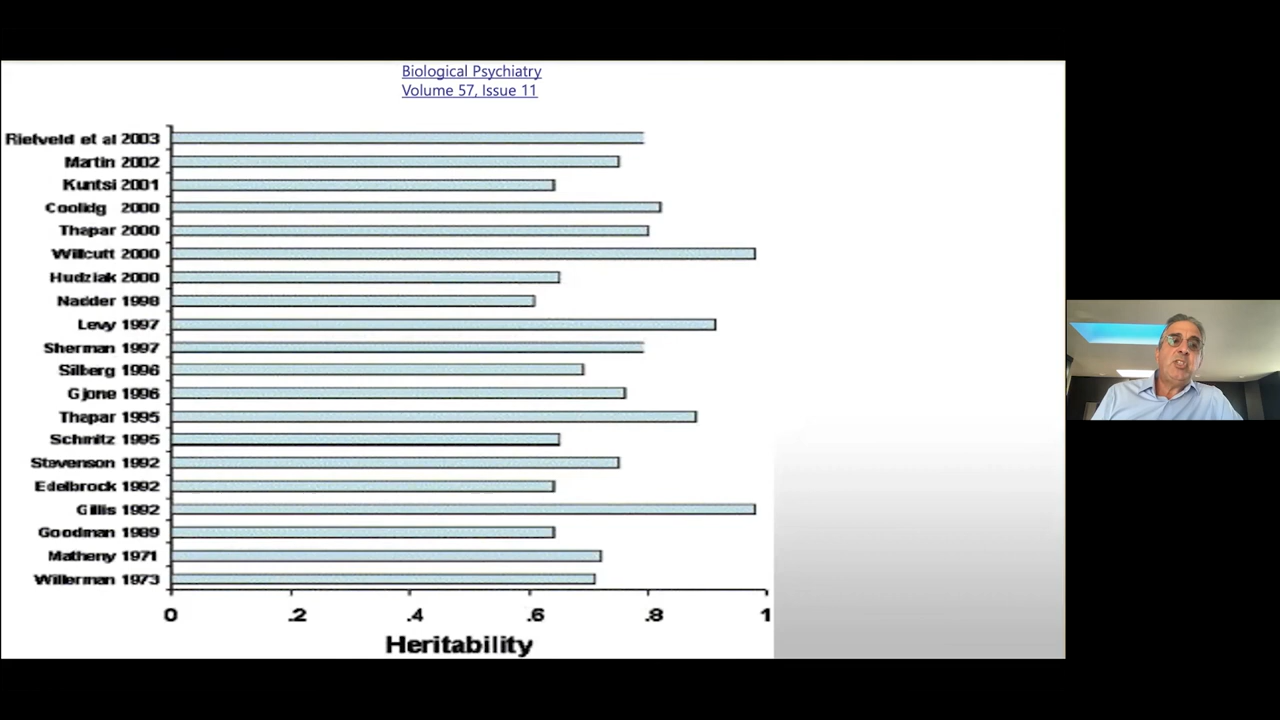 Biological Psychiatry
Volume 57, Issue 11
Rietveld et al 2003
Martin 2002
Kuntsi 2001
Coolidg 2000
Thapar 2000
Willcutt 2000
Hudziak 2000
Nadder 1998
Levy 1997
Sherman 1997
Silberg 1996
Gjone 1996
Thapar 1995
Schmitz 1995
Stevenson 1992
Edelbrock 1992
Gillis 1992
Goodman 1989
Matheny 1971
Willerman 1973
0 .2 .4 .6 .8 1
Heritability